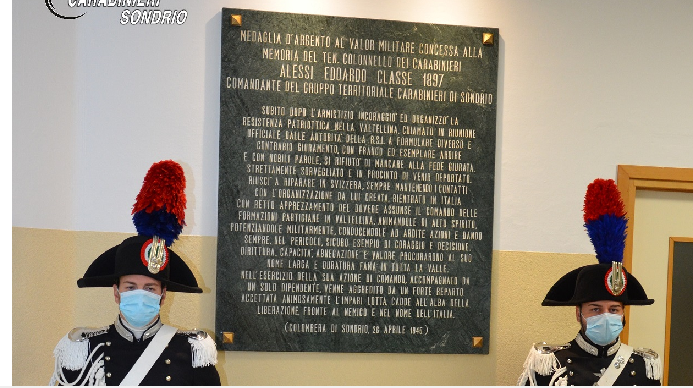 CARABINIERI
SONDRIO
MEDAGLIA D'ARGENTO AL VALOR MILITARE CONCESSA ALLA
MEMORIA DEL TEN. COLONNELLO DEI CARABINIERI
ALESSI EDOARDO CLASSE 1897
COMANDANTE DEL GRUPPO TERRITORIALE CARABINIERI DI SONDRIO
SUBITO DOPO L'ARMISTIZIO INCORAGGIO' ED ORGANIZZO' LA
RESISTENZA PATRIOTTICA NELLA VALTELLINA. CHIAMATO IN RIUNIONE
UFFICIALE DALLE AUTORITA' DELLA R.S.I. A FORMULARE DIVERSO E
CONTRARIO GIURAMENTO, CON FRANCO ED ESEMPLARE ARDIRE
E CON NOBILI PAROLE, SI RIFIUTO' DI MANCARE ALLA FEDE GIURATA.
STRETTAMENTE SORVEGLIATO E IN PROCINTO DI VENIR DEPORTATO,
RIUSCI' A RIPARARE IN SVIZZERA, SEMPRE MANTENENDO I CONTATTI
CON L'ORGANIZZAZIONE DA LUI CREATA. RIENTRATO IN ITALIA
CON RETTO APPREZZAMENTO DEL DOVERE ASSUNSE IL COMANDO DELLE
FORMAZIONI PARTIGIANE IN VALTELLINA, ANIMANDOLE DI ALTO SPIRITO,
POTENZIANDOLE MILITARMENTE, CONDUCENDOLE AD ARDITE AZIONI E DANDO
SEMPRE, NEL PERICOLO, SICURO ESEMPIO DI CORAGGIO E DECISIONE.
DIRITTURA, CAPACITA', ABNEGAZIONE E VALORE PROCURARONO AL SUO
NOME LARGA E DURATURA FAMA IN TUTTA LA VALLE.
NELL'ESERCIZIO DELLA SUA AZIONE DI COMANDO, ACCOMPAGNATO DA
UN SOLO DIPENDENTE, VENNE AGGREDITO DA UN FORTE REPARTO.
ACCETTATA ANIMOSAMENTE L'IMPARI LOTTA CADDE ALL'ALBA DELLA
LIBERAZIONE FRONTE AL NEMICO E NEL NOME DELL'ITALIA.
(COLOMBERA DI SONDRIO, 26 APRILE 1945)